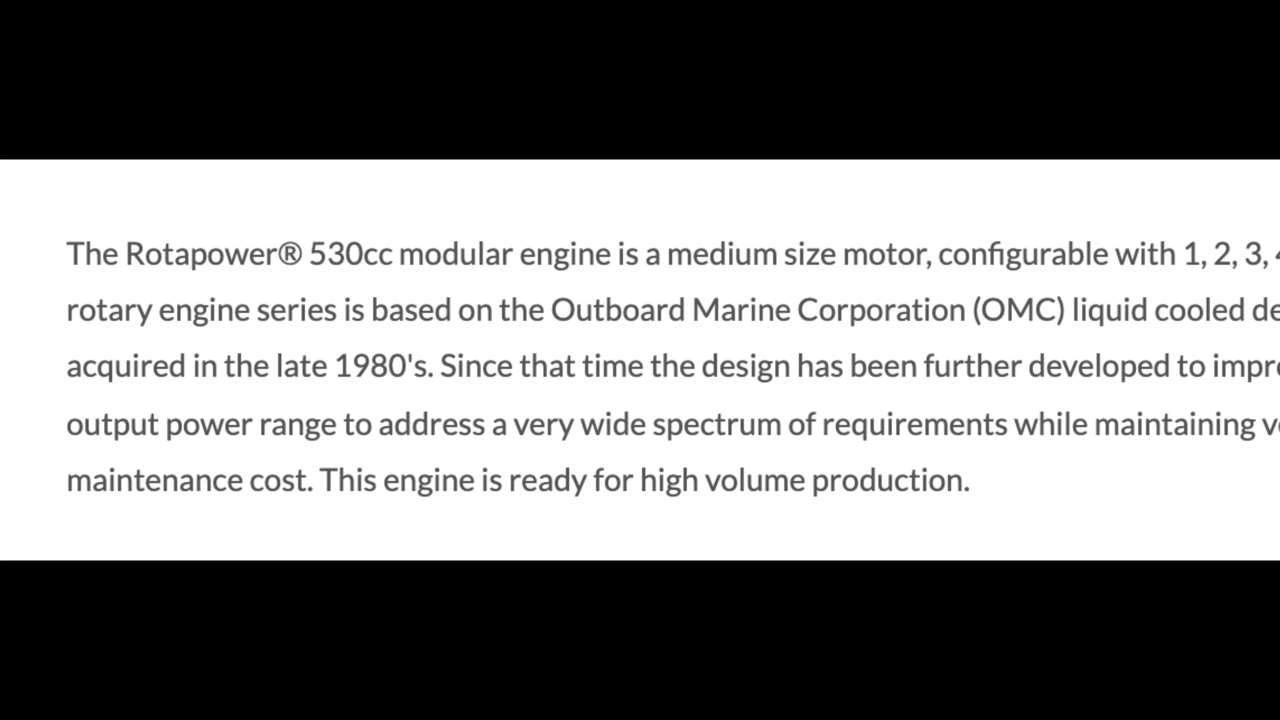 The Rotapower® 530cc modular engine is a medium size motor, configurable with 1, 2, 3,
rotary engine series is based on the Outboard Marine Corporation (OMC) liquid cooled
acquired in the late 1980's. Since that time the design has been further developed to
output power range to address a very wide spectrum of requirements while maintaining
maintenance cost. This engine is ready for high volume production.